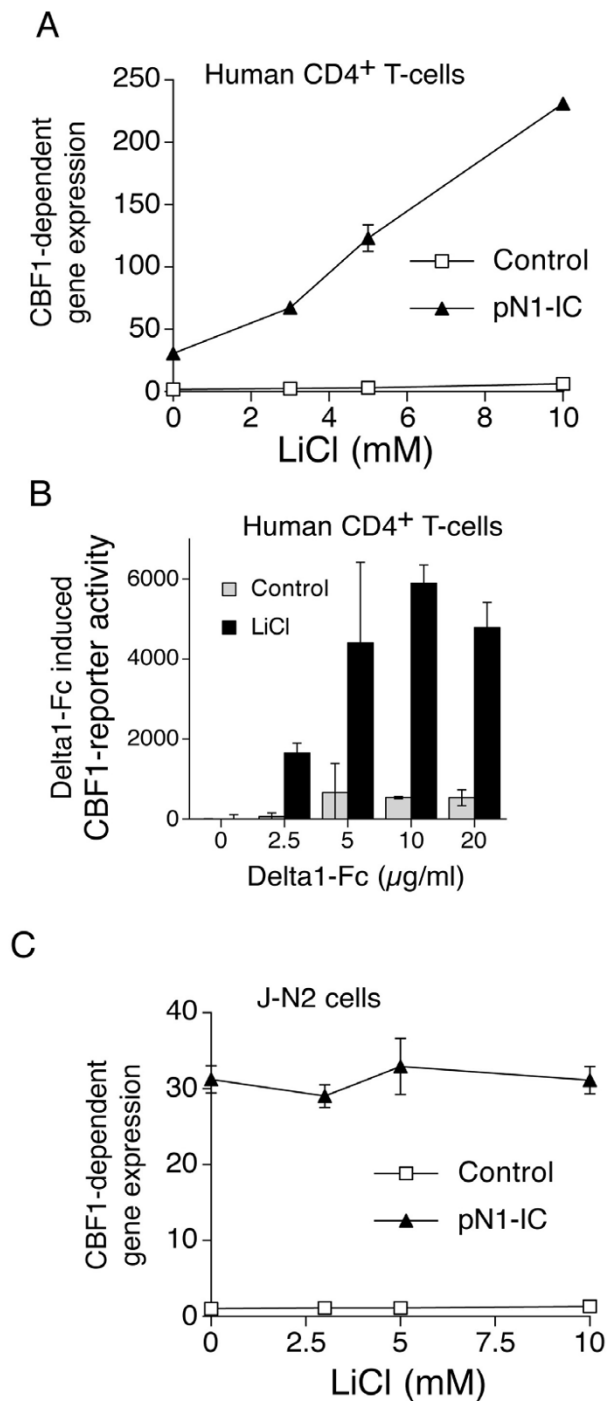 A
Human CD4+ T-cells
CBF1-dependent
gene expression
250
200
150
100
50
0
Control
pN1-IC
0 2 4 6 8 10
LiCl (mM)
B
Human CD4+ T-cells
Delta1-Fc induced
CBF1-reporter activity
6000
4000
2000
0
Control
LiCl
0 2.5 5 10 20
Delta1-Fc (µg/ml)
C
J-N2 cells
CBF1-dependent
gene expression
40
30
20
10
0
Control
pN1-IC
0 2.5 5 7.5 10
LiCl (mM)